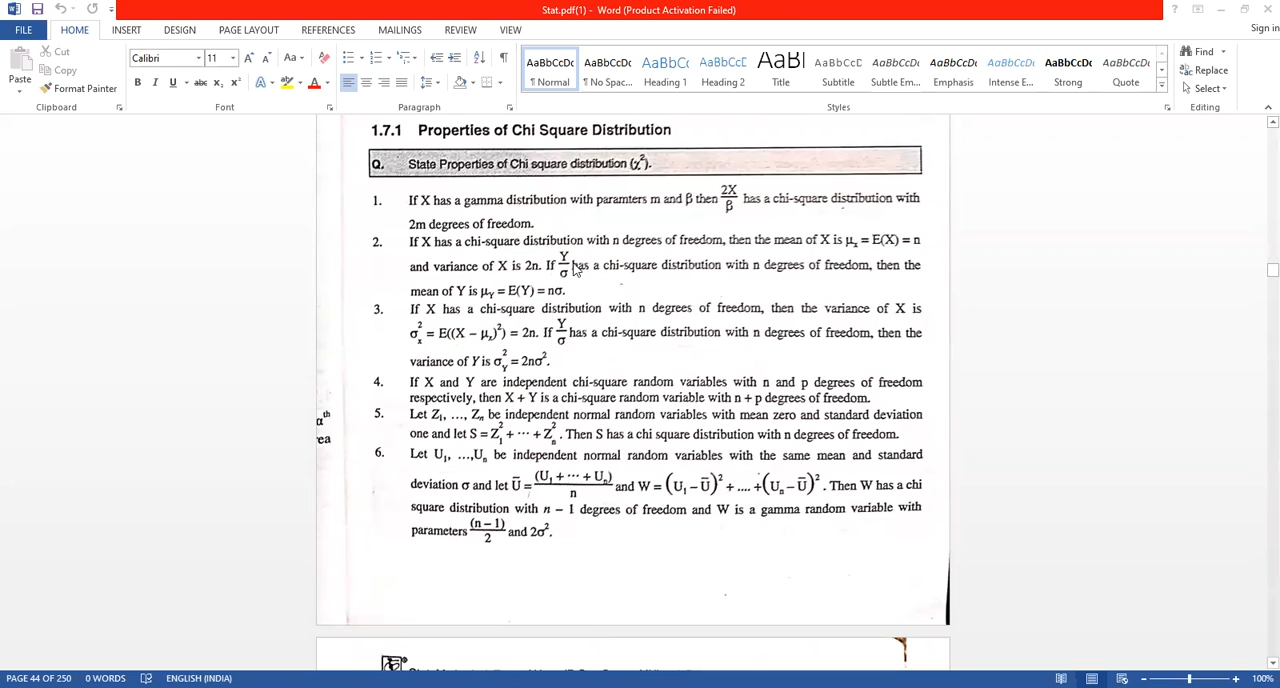 Stat.pdf(1) - Word (Product Activation Failed)
Sign in
FILE HOME INSERT DESIGN PAGE LAYOUT REFERENCES MAILINGS REVIEW VIEW
Paste
Cut
Copy
Format Painter
Clipboard
Calibri 11
Font
Paragraph
AaBbCcDc AaBbCcDc AaBbCc AaBbCcC AaBl AaBbCcC AaBbCcDc AaBbCcDc AaBbCcDc AaBbCcDc AaBbCcDc
¶ Normal ¶ No Spac... Heading 1 Heading 2 Title Subtitle Subtle Em... Emphasis Intense E... Strong Quote
Styles
Find
Replace
Select
Editing
1.7.1 Properties of Chi Square Distribution
Q. State Properties of Chi square distribution (χ²).
1. If X has a gamma distribution with paramters m and β then 2X/β has a chi-square distribution with
2m degrees of freedom.
2. If X has a chi-square distribution with n degrees of freedom, then the mean of X is μₓ = E(X) = n
and variance of X is 2n. If Y/σ has a chi-square distribution with n degrees of freedom, then the
mean of Y is μ_Y = E(Y) = nσ.
3. If X has a chi-square distribution with n degrees of freedom, then the variance of X is
σₓ² = E((X – μₓ)²) = 2n. If Y/σ has a chi-square distribution with n degrees of freedom, then the
variance of Y is σ_Y² = 2nσ².
4. If X and Y are independent chi-square random variables with n and p degrees of freedom
respectively, then X + Y is a chi-square random variable with n + p degrees of freedom.
5. Let Z₁, ..., Zₙ be independent normal random variables with mean zero and standard deviation
one and let S = Z₁² + ··· + Zₙ². Then S has a chi square distribution with n degrees of freedom.
6. Let U₁, ...,Uₙ be independent normal random variables with the same mean and standard
deviation σ and let Ū = (U₁ + ··· + Uₙ)/n and W = (U₁ – Ū)² + .... + (Uₙ – Ū)². Then W has a chi
square distribution with n – 1 degrees of freedom and W is a gamma random variable with
parameters (n – 1)/2 and 2σ².
αᵗʰ
rea
PAGE 44 OF 250 0 WORDS ENGLISH (INDIA)
100%